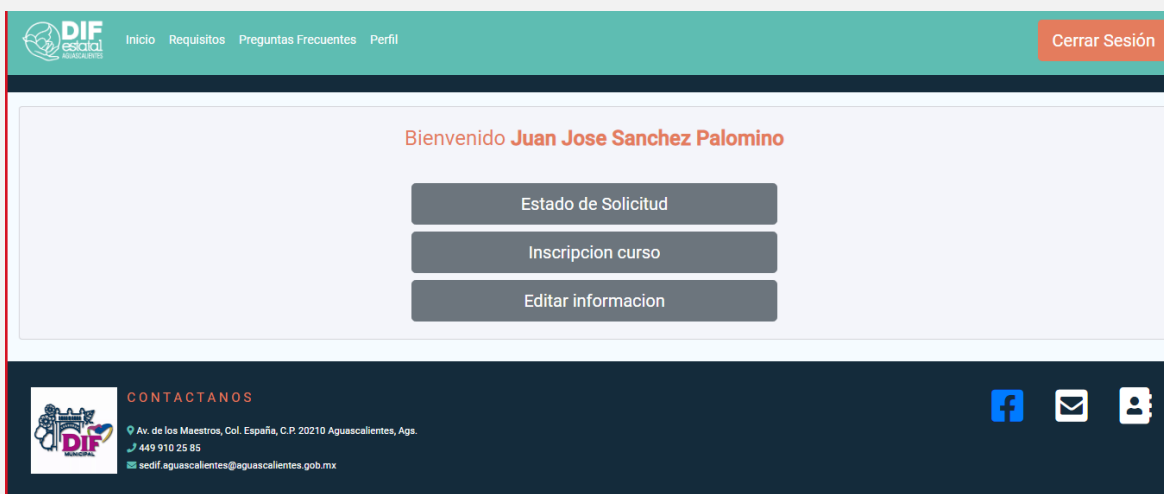 DIF
estatal
AGUASCALIENTES
Inicio Requisitos Preguntas Frecuentes Perfil
Cerrar Sesión
Bienvenido Juan Jose Sanchez Palomino
Estado de Solicitud
Inscripcion curso
Editar informacion
DIF
MUNICIPAL
CONTACTANOS
Av. de los Maestros, Col. España, C.P. 20210 Aguascalientes, Ags.
449 910 25 85
sedif.aguascalientes@aguascalientes.gob.mx